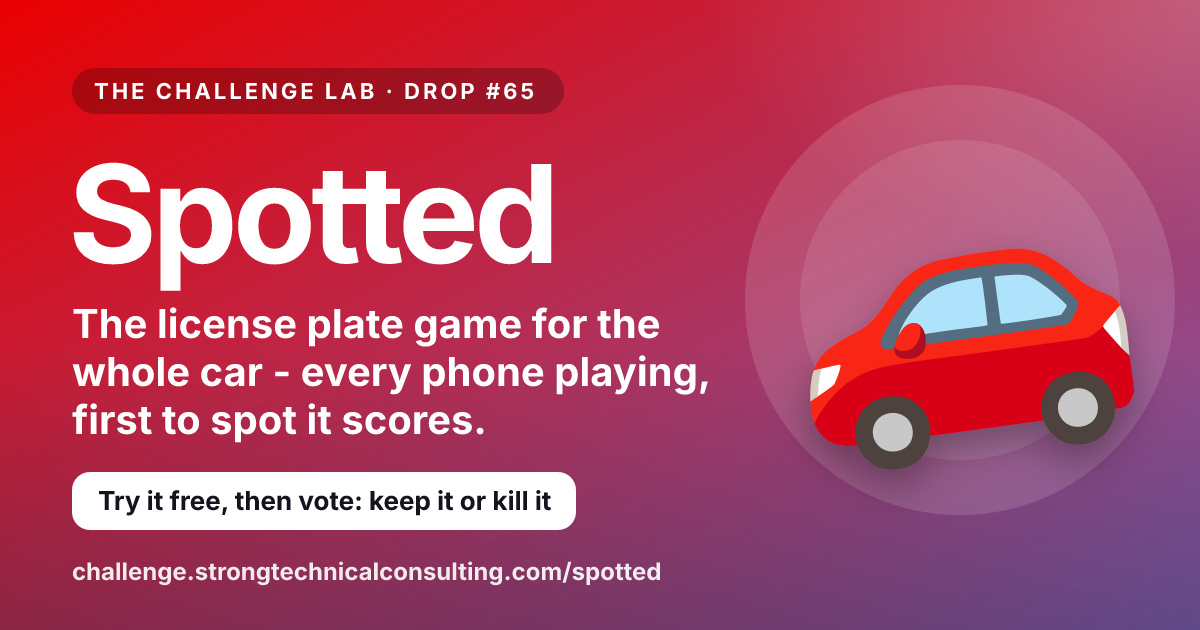 THE CHALLENGE LAB · DROP #65
Spotted
The license plate game for the
whole car - every phone playing,
first to spot it scores.
Try it free, then vote: keep it or kill it
challenge.strongtechnicalconsulting.com/spotted